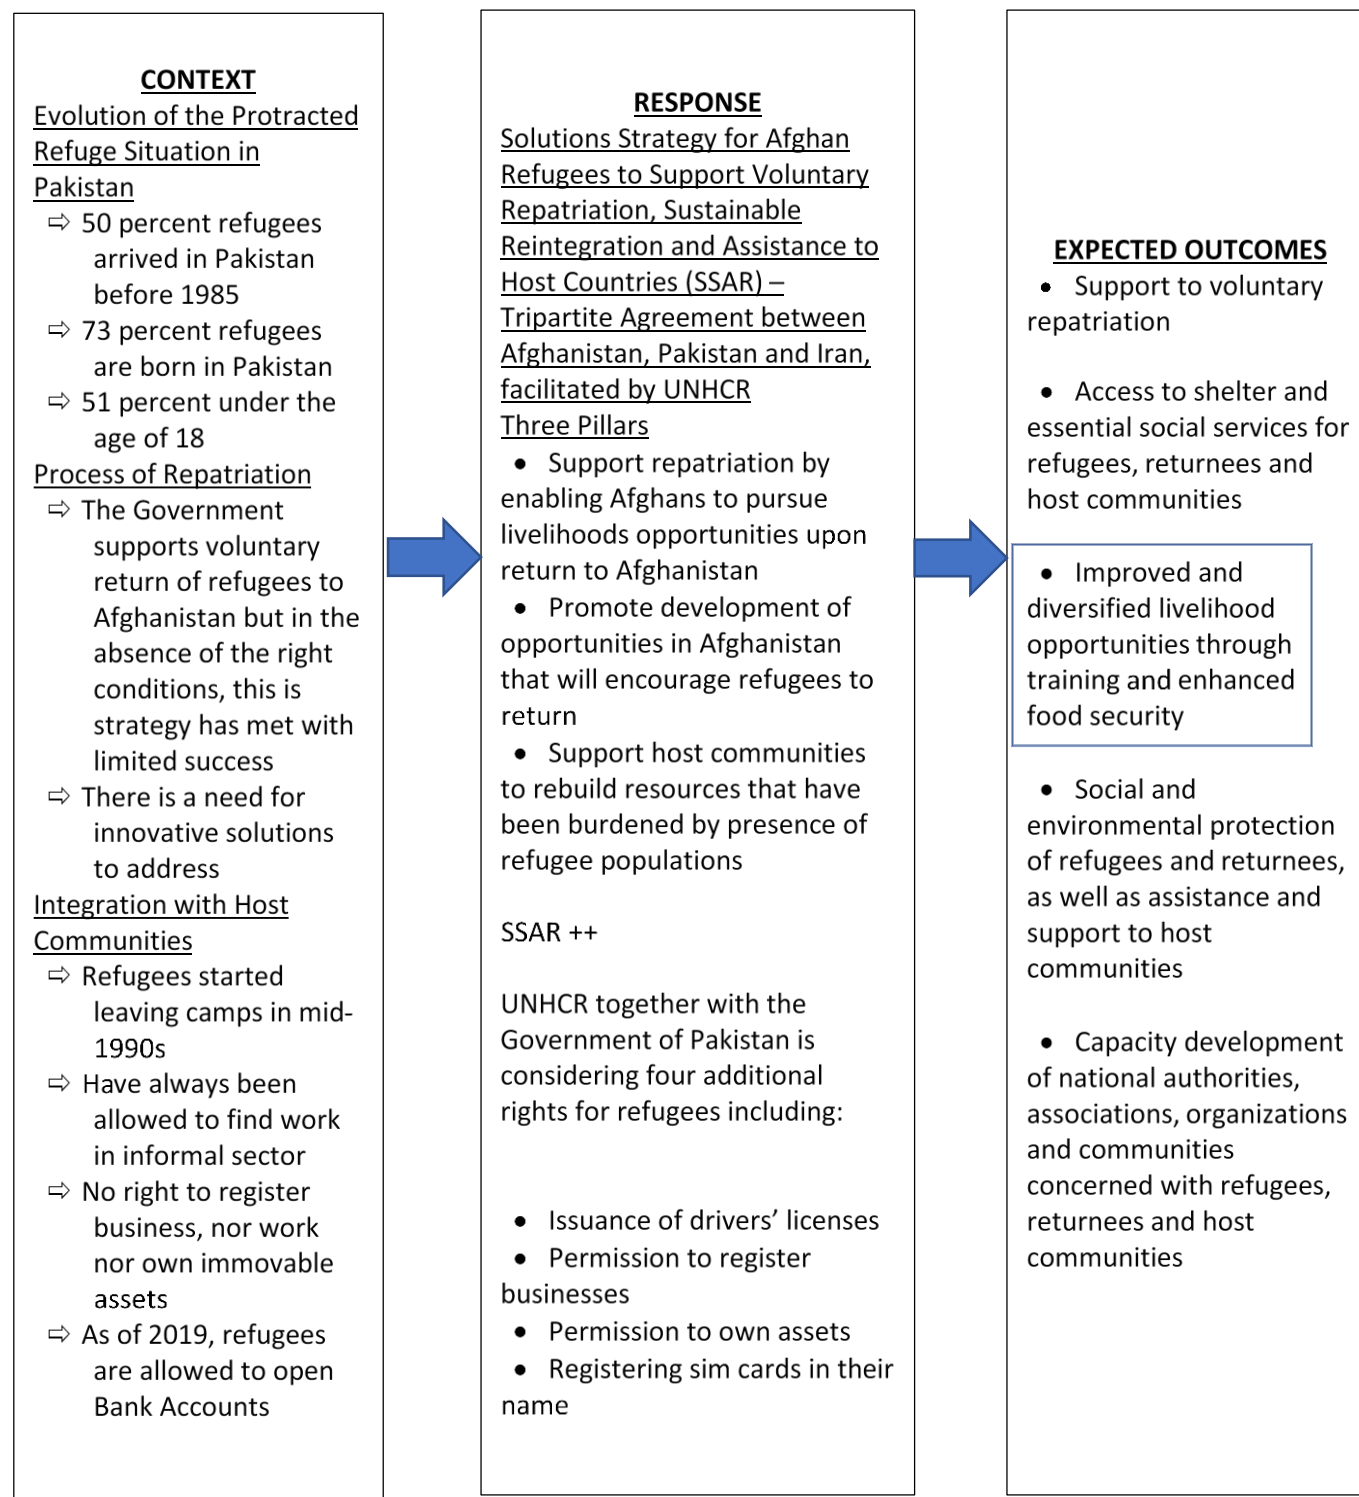 CONTEXT
Evolution of the Protracted
Refuge Situation in
Pakistan
⇨ 50 percent refugees
arrived in Pakistan
before 1985
⇨ 73 percent refugees
are born in Pakistan
⇨ 51 percent under the
age of 18
Process of Repatriation
⇨ The Government
supports voluntary
return of refugees to
Afghanistan but in the
absence of the right
conditions, this is
strategy has met with
limited success
⇨ There is a need for
innovative solutions
to address
Integration with Host
Communities
⇨ Refugees started
leaving camps in mid-
1990s
⇨ Have always been
allowed to find work
in informal sector
⇨ No right to register
business, nor work
nor own immovable
assets
⇨ As of 2019, refugees
are allowed to open
Bank Accounts
RESPONSE
Solutions Strategy for Afghan
Refugees to Support Voluntary
Repatriation, Sustainable
Reintegration and Assistance to
Host Countries (SSAR) –
Tripartite Agreement between
Afghanistan, Pakistan and Iran,
facilitated by UNHCR
Three Pillars
• Support repatriation by
enabling Afghans to pursue
livelihoods opportunities upon
return to Afghanistan
• Promote development of
opportunities in Afghanistan
that will encourage refugees to
return
• Support host communities
to rebuild resources that have
been burdened by presence of
refugee populations
SSAR ++
UNHCR together with the
Government of Pakistan is
considering four additional
rights for refugees including:
• Issuance of drivers’ licenses
• Permission to register
businesses
• Permission to own assets
• Registering sim cards in their
name
EXPECTED OUTCOMES
• Support to voluntary
repatriation
• Access to shelter and
essential social services for
refugees, returnees and
host communities
• Improved and
diversified livelihood
opportunities through
training and enhanced
food security
• Social and
environmental protection
of refugees and returnees,
as well as assistance and
support to host
communities
• Capacity development
of national authorities,
associations, organizations
and communities
concerned with refugees,
returnees and host
communities